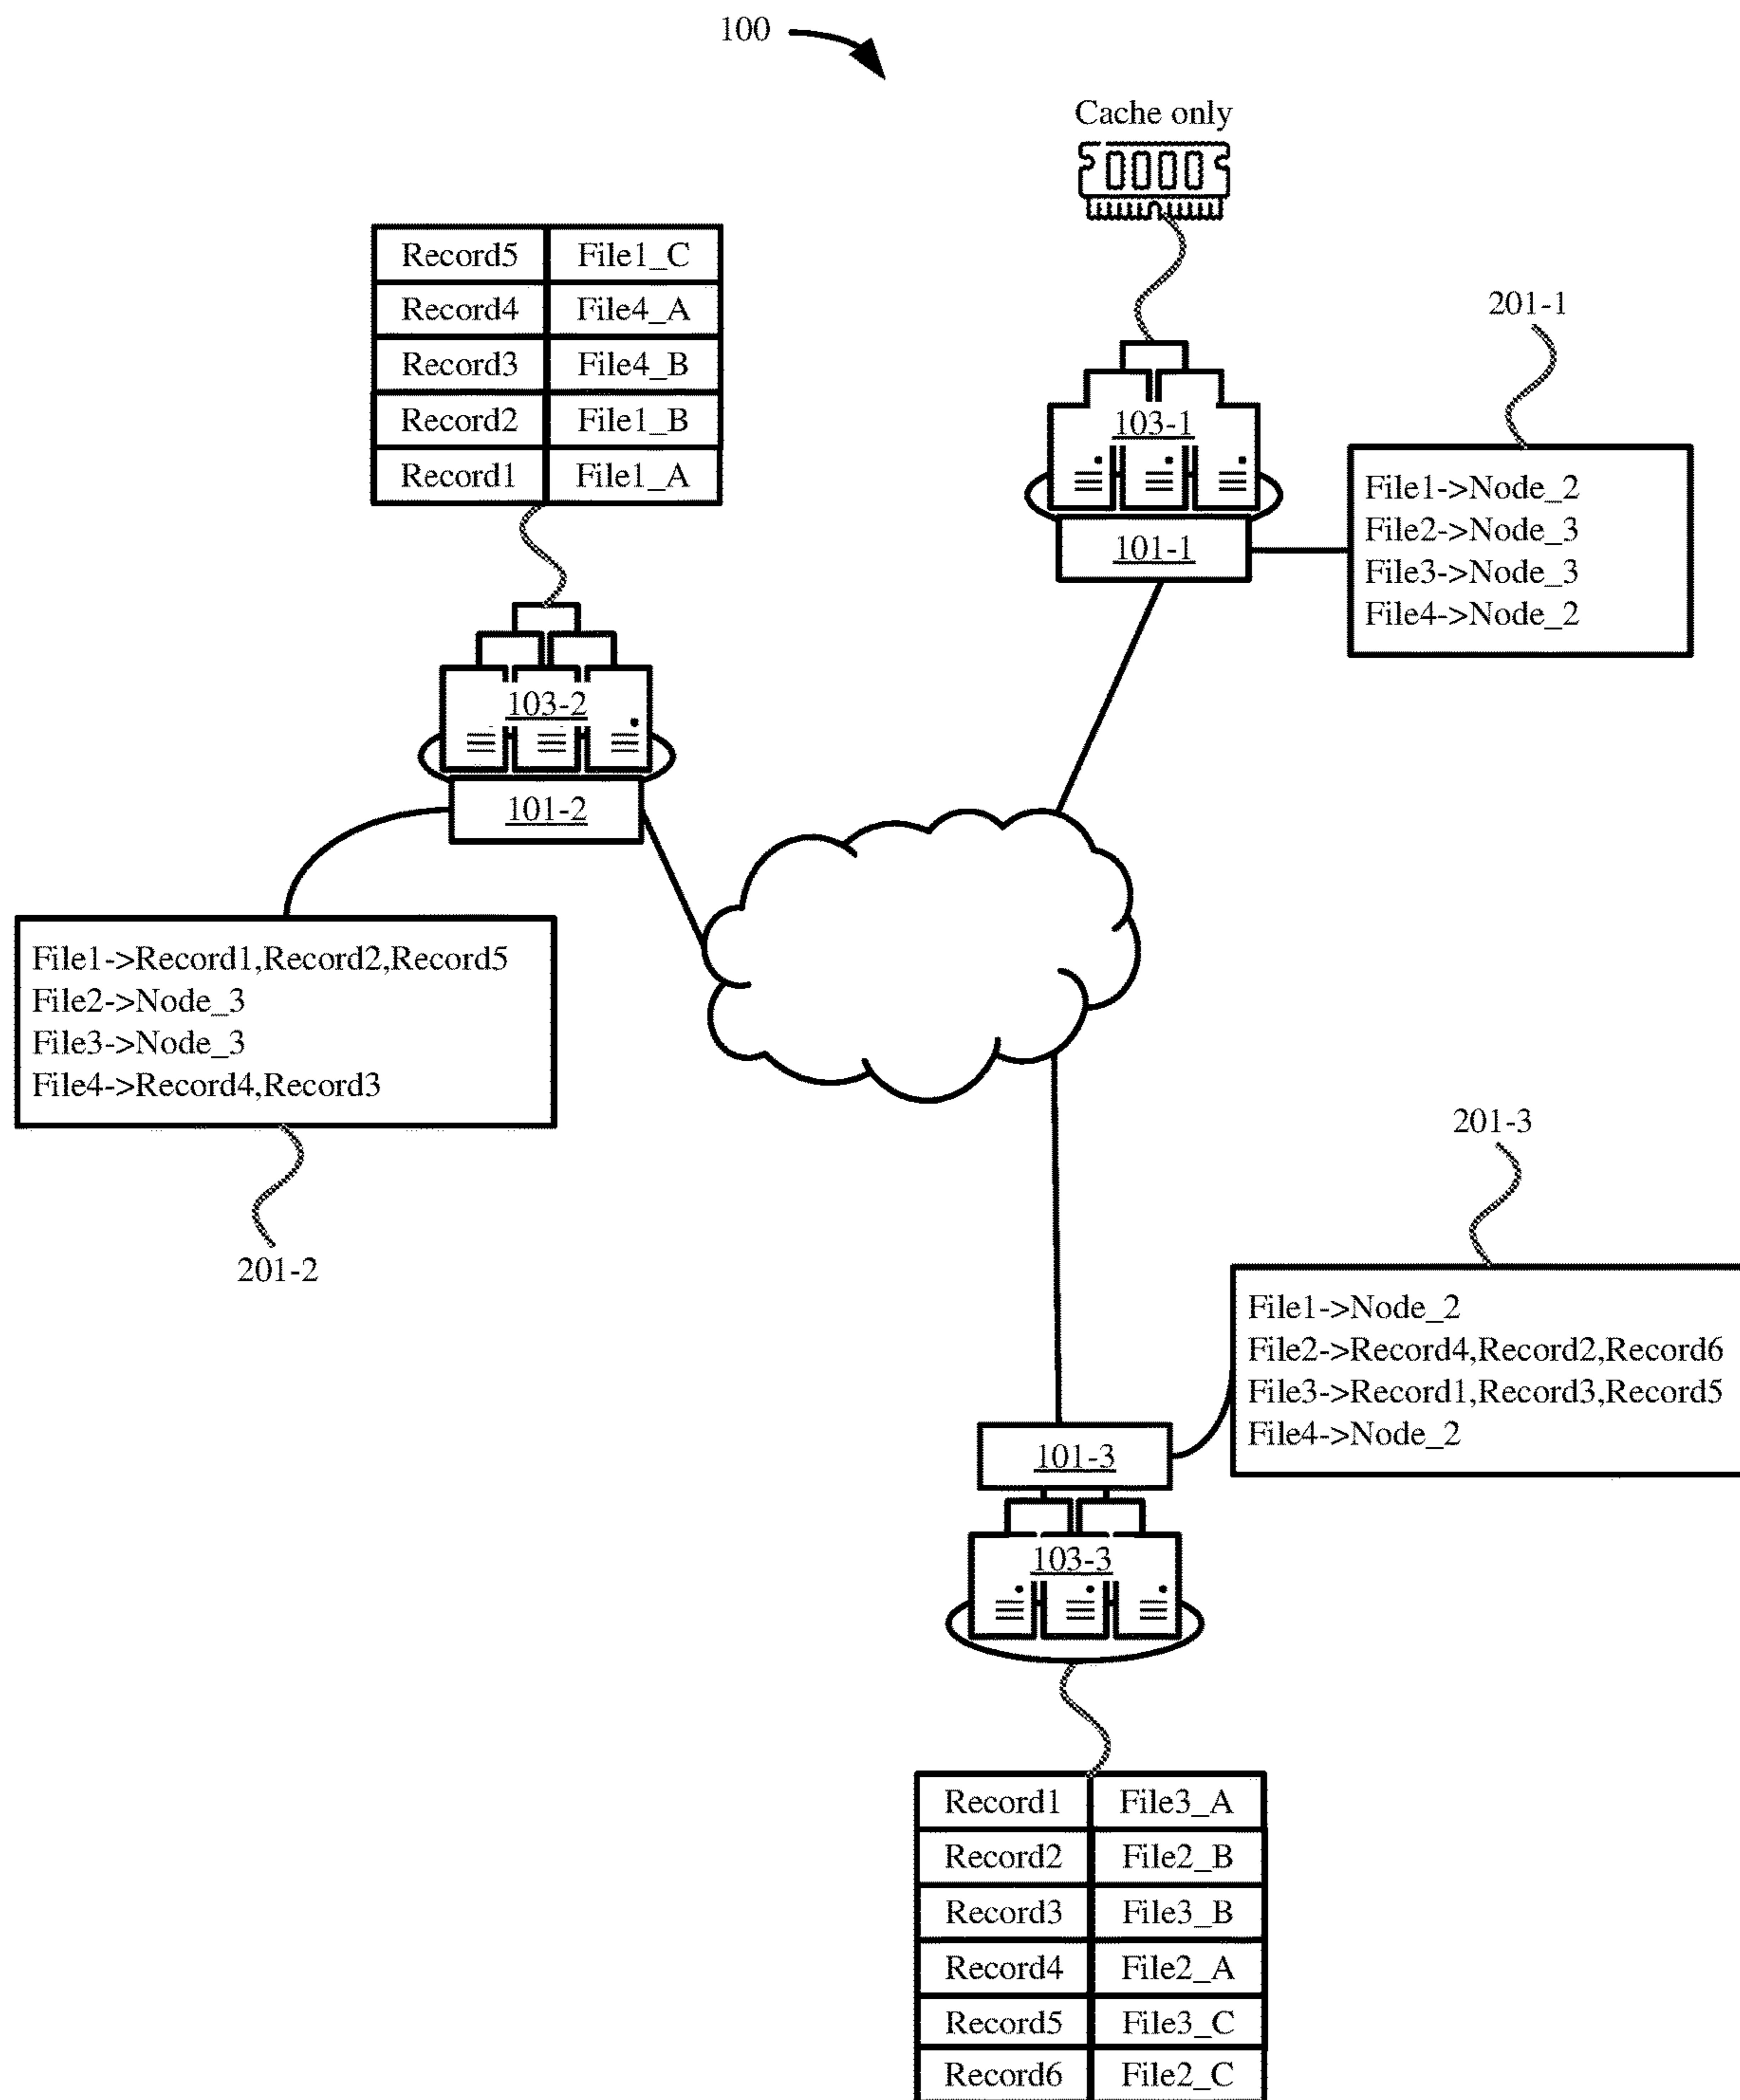 100
Cache only
Record5 File1_C
Record4 File4_A
Record3 File4_B
Record2 File1_B
Record1 File1_A
201-1
103-1
101-1
File1->Node_2
File2->Node_3
File3->Node_3
File4->Node_2
103-2
101-2
File1->Record1,Record2,Record5
File2->Node_3
File3->Node_3
File4->Record4,Record3
201-2
201-3
File1->Node_2
File2->Record4,Record2,Record6
File3->Record1,Record3,Record5
File4->Node_2
101-3
103-3
Record1 File3_A
Record2 File2_B
Record3 File3_B
Record4 File2_A
Record5 File3_C
Record6 File2_C